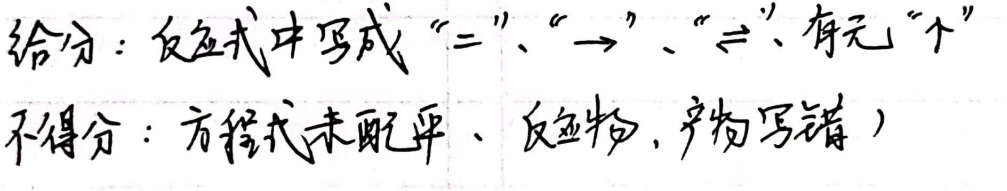 给分：反应式中写成“=”、“→”、“⇌”、有无“↑”
不得分：方程式未配平、反应物、产物写错）